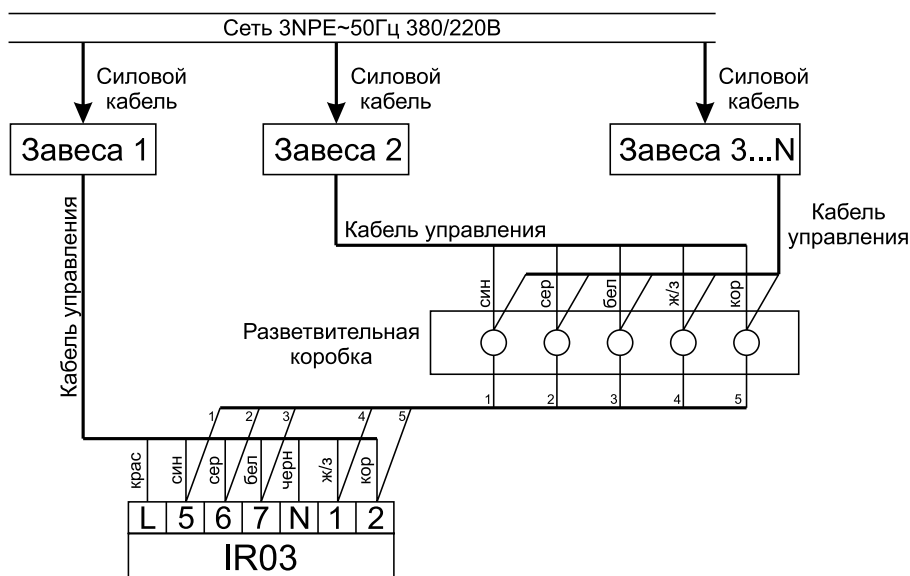 Сеть 3NPE~50Гц 380/220В
Силовой
кабель
Силовой
кабель
Силовой
кабель
Завеса 1
Завеса 2
Завеса 3...N
Кабель управления
Кабель управления
Кабель
управления
син
сер
бел
ж/з
кор
Разветвительная
коробка
1
2
3
4
5
1
2
3
4
5
крас
син
сер
бел
черн
ж/з
кор
L 5 6 7 N 1 2
IR03